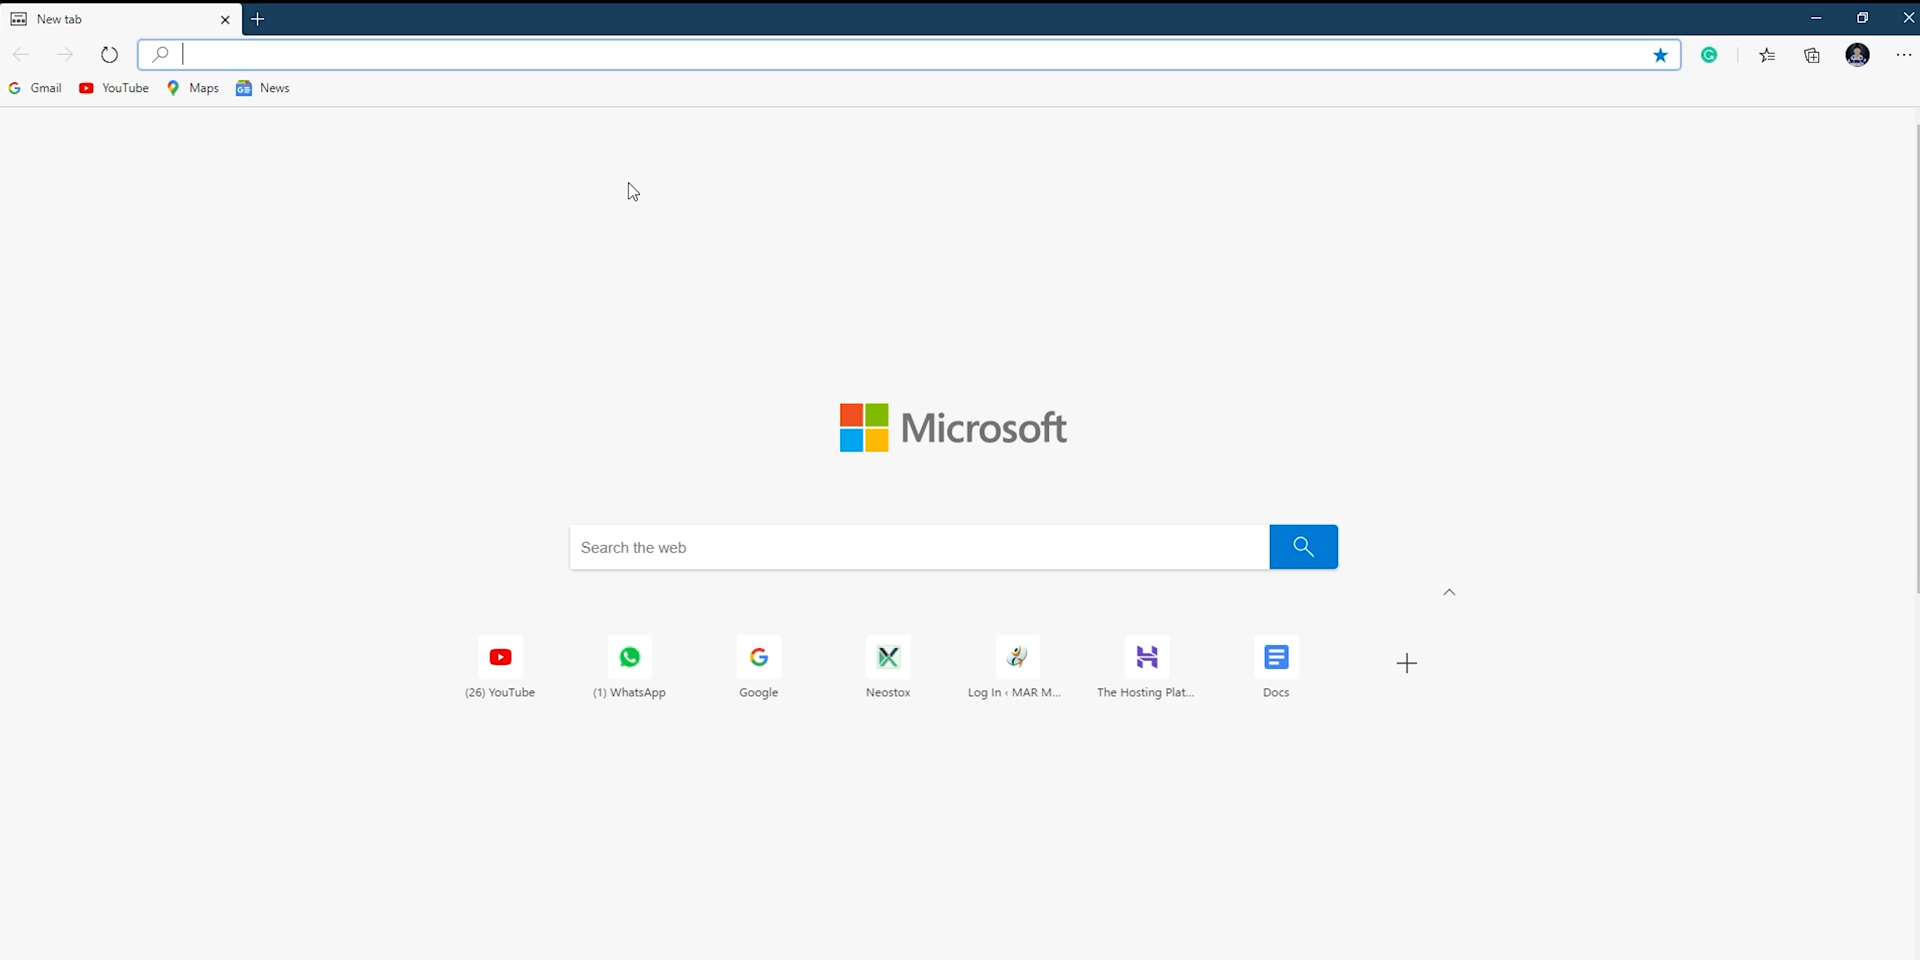 New tab
Gmail YouTube Maps News
Microsoft
Search the web
(26) YouTube (1) WhatsApp Google Neostox Log In ‹ MAR M... The Hosting Plat... Docs